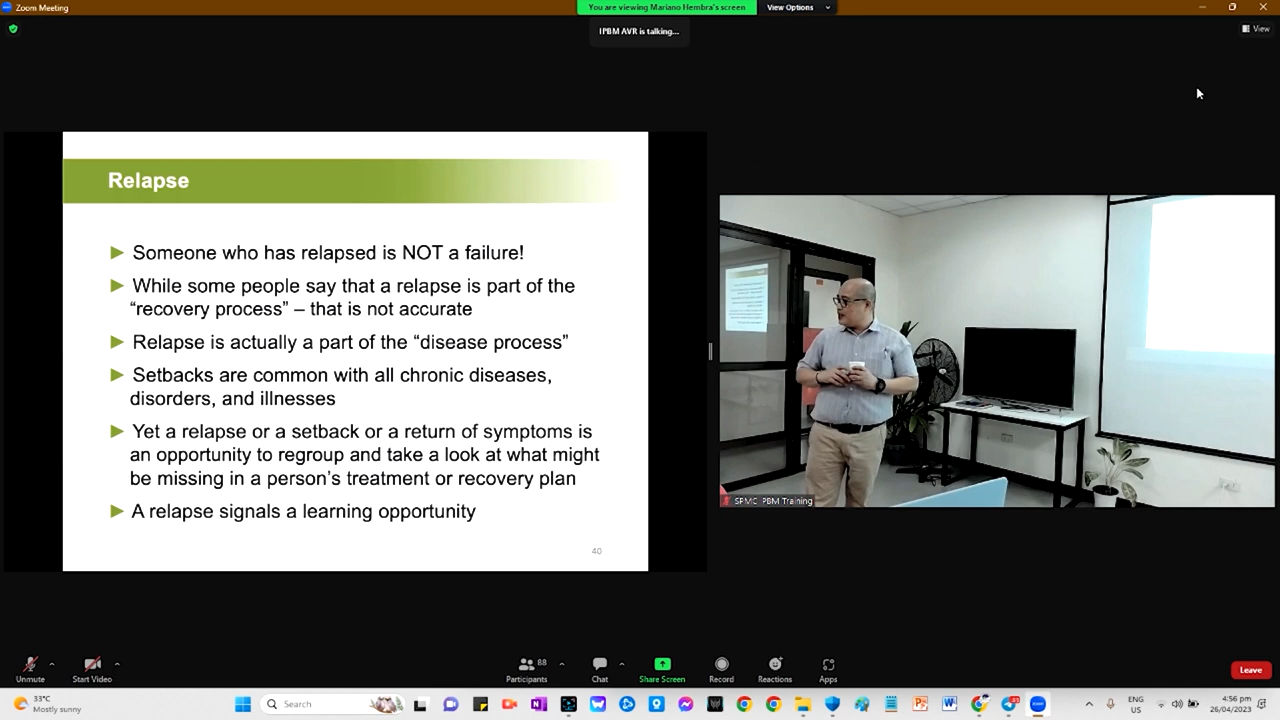 Zoom Meeting
You are viewing Mariano Hembra's screen
View Options
IPBM AVR is talking...
View
Relapse
Someone who has relapsed is NOT a failure!
While some people say that a relapse is part of the
“recovery process” – that is not accurate
Relapse is actually a part of the “disease process”
Setbacks are common with all chronic diseases,
disorders, and illnesses
Yet a relapse or a setback or a return of symptoms is
an opportunity to regroup and take a look at what might
be missing in a person’s treatment or recovery plan
A relapse signals a learning opportunity
40
SPMC IPBM Training
Unmute
Start Video
88
Participants
Chat
Share Screen
Record
Reactions
Apps
Leave
33°C
Mostly sunny
Search
ENG
US
4:56 pm
26/04/2023